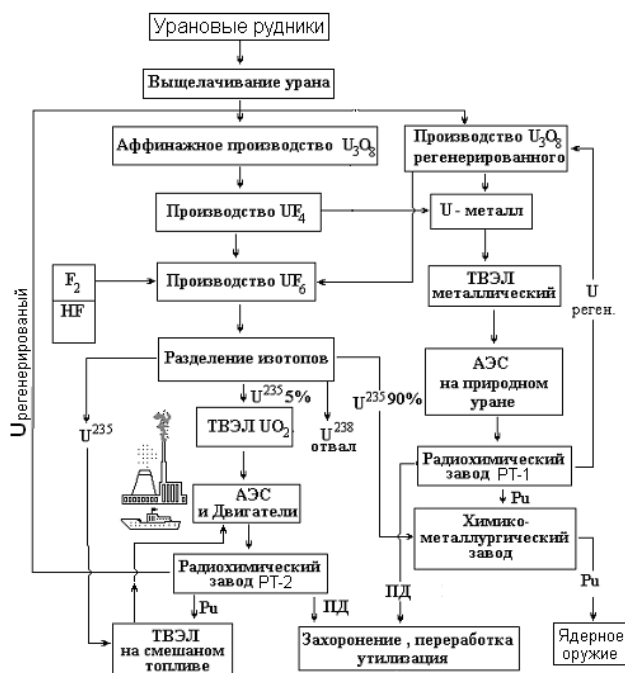 Урановые рудники
Выщелачивание урана
Аффинажное производство U3O8
Производство U3O8
регенерированного
Производство UF4
U - металл
F2
HF
Производство UF6
ТВЭЛ
металлический
U
реген.
Uрегенерированый
Разделение изотопов
АЭС
на природном
уране
U235
U235 5%
U238
отвал
U235 90%
ТВЭЛ UO2
Радиохимический
завод РТ-1
АЭС
и Двигатели
Pu
Химико-
металлургический
завод
Радиохимический
завод РТ-2
Pu
ПД
ПД
Pu
ТВЭЛ
на смешаном
топливе
Захоронение , переработка
утилизация
Ядерное
оружие